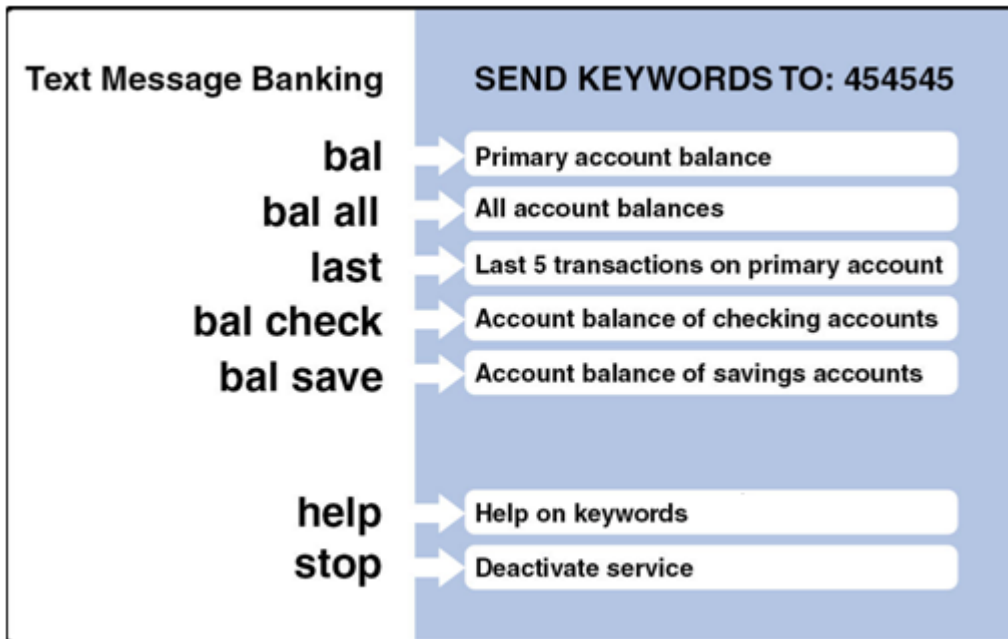 Text Message Banking SEND KEYWORDS TO: 454545
bal Primary account balance
bal all All account balances
last Last 5 transactions on primary account
bal check Account balance of checking accounts
bal save Account balance of savings accounts
help Help on keywords
stop Deactivate service